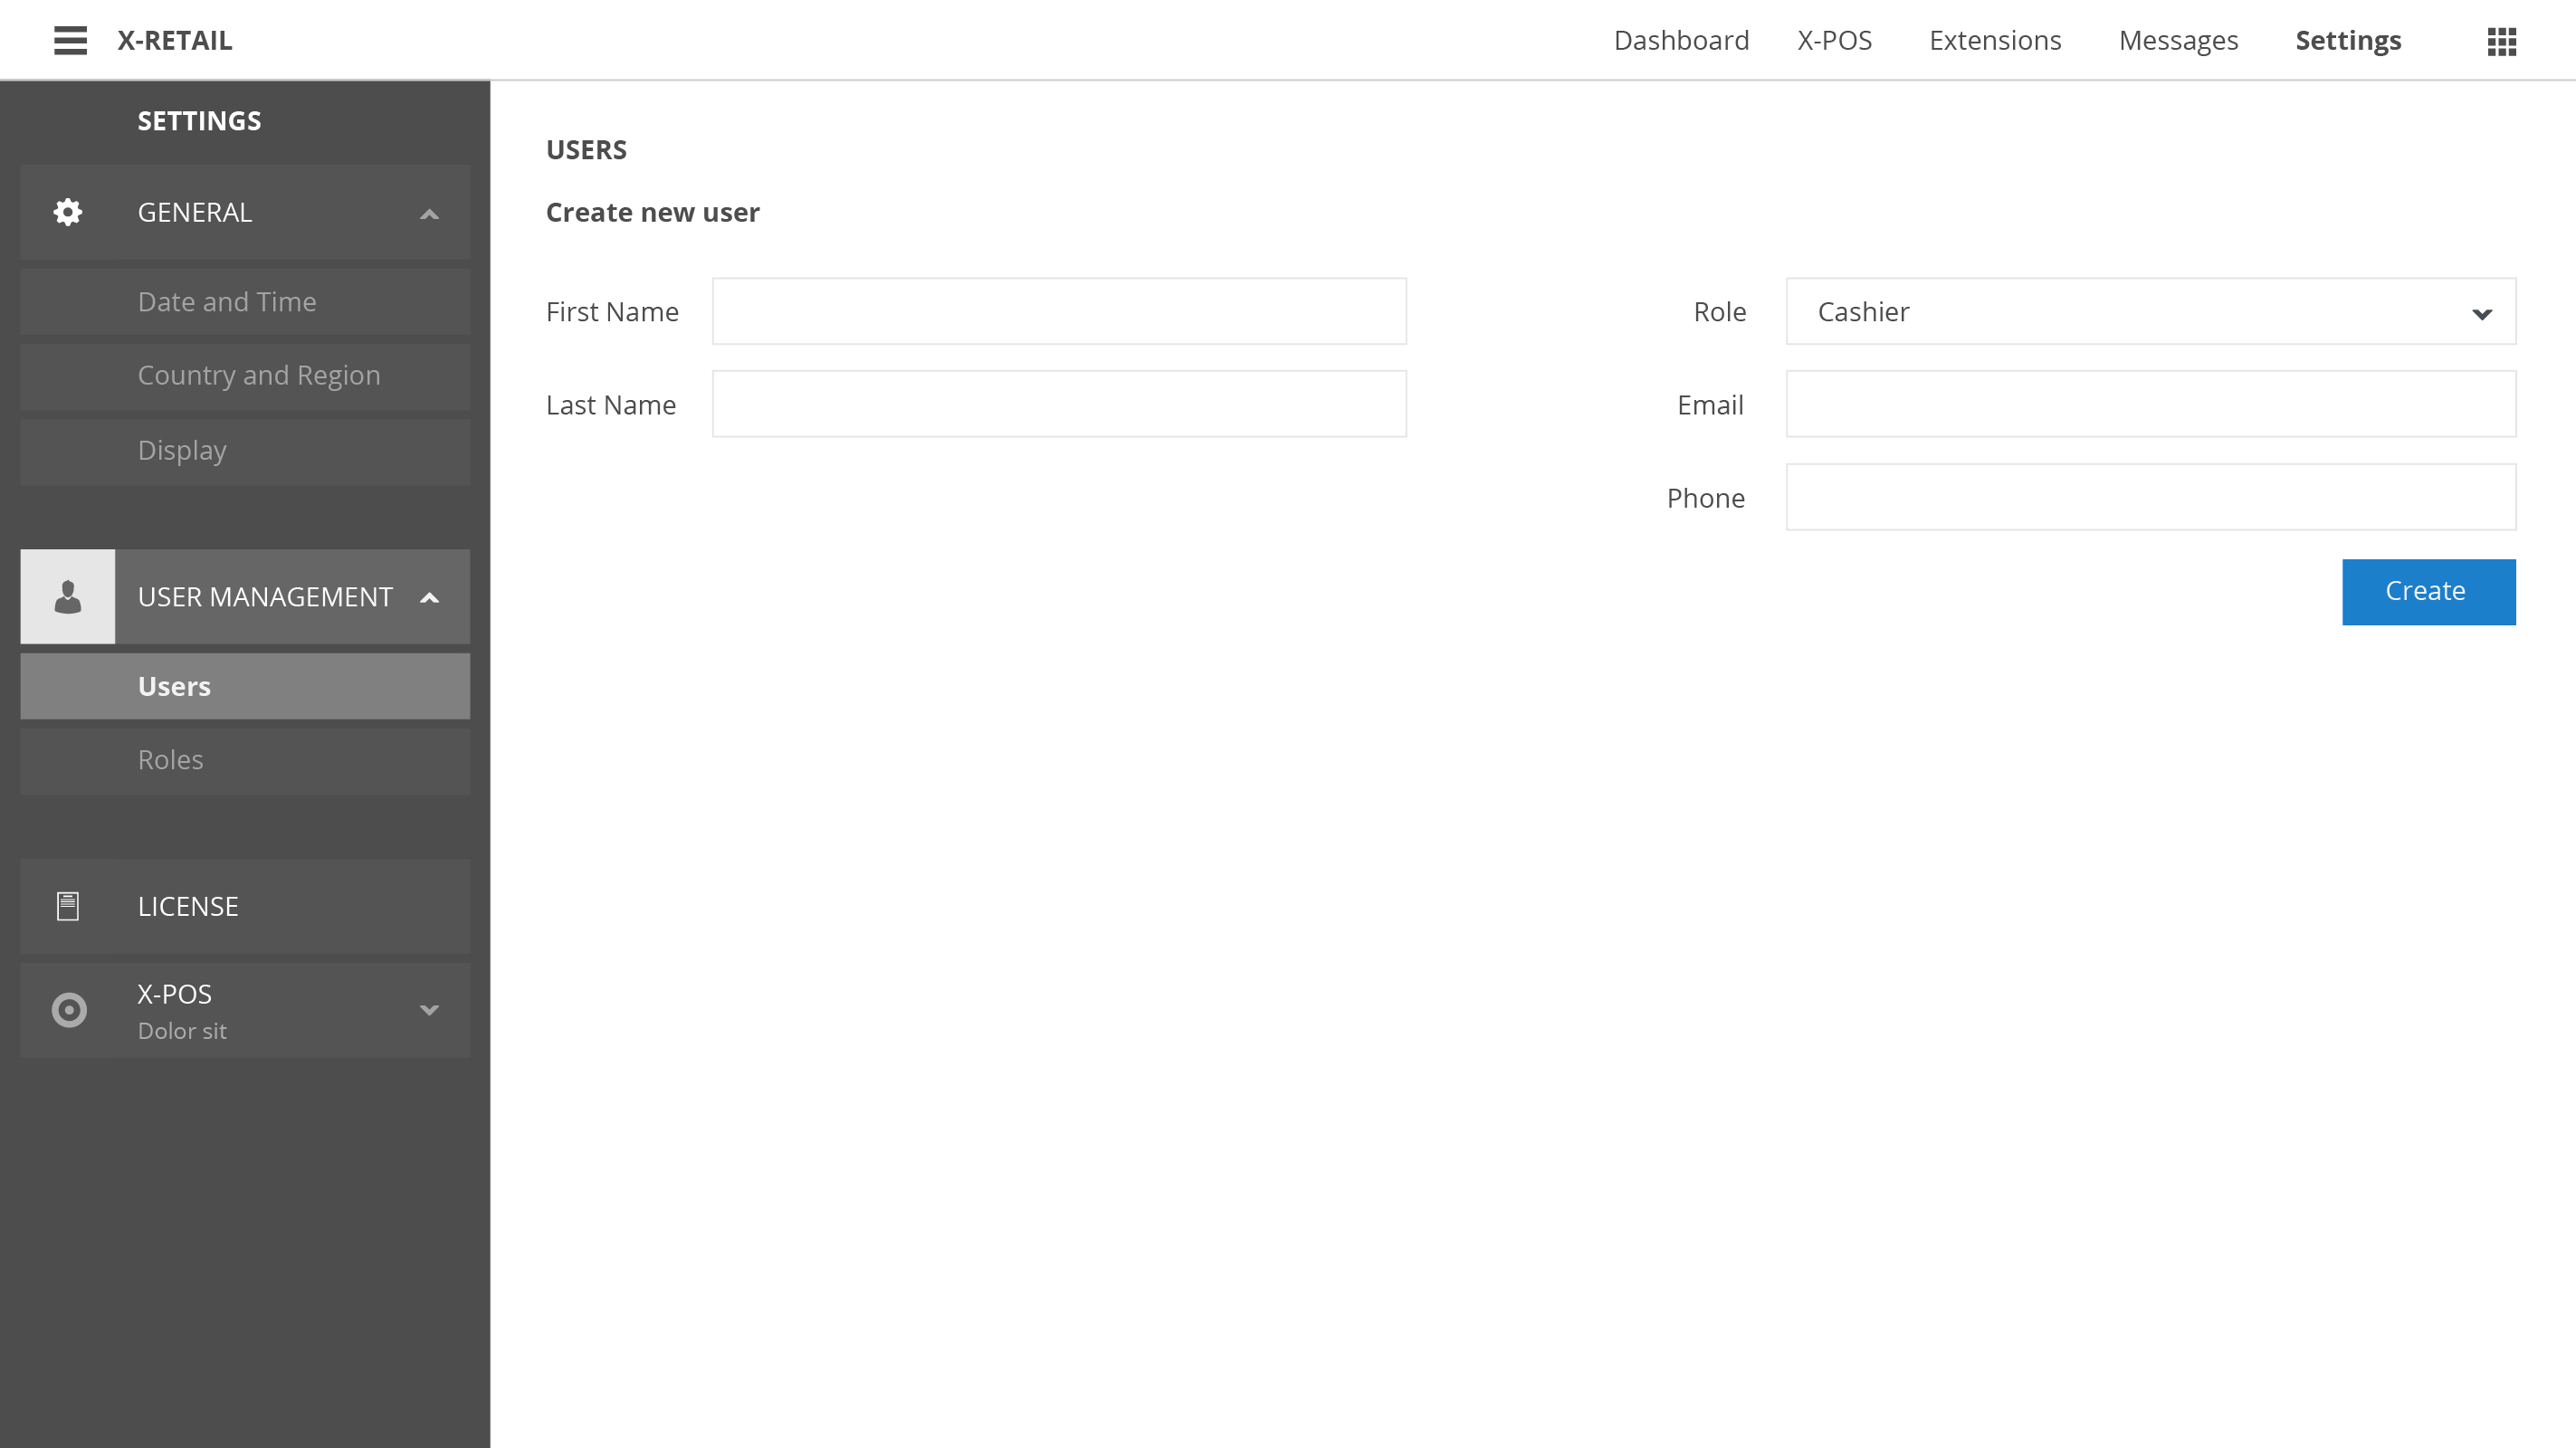 X-RETAIL
Dashboard X-POS Extensions Messages Settings
SETTINGS
GENERAL
Date and Time
Country and Region
Display
USER MANAGEMENT
Users
Roles
LICENSE
X-POS
Dolor sit
USERS
Create new user
First Name
Last Name
Role Cashier
Email
Phone
Create